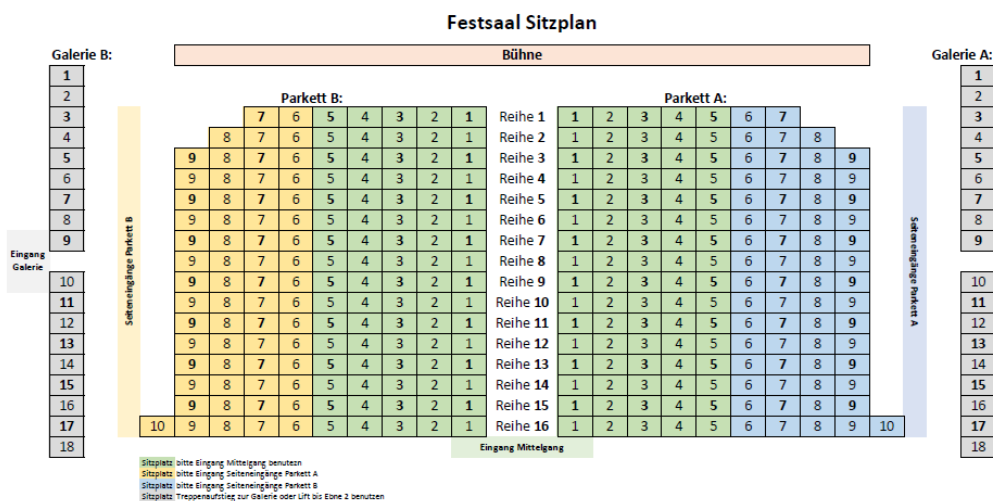 Festsaal Sitzplan
Galerie B: Bühne Galerie A:
1 1
2 Parkett B: Parkett A: 2
3 7 6 5 4 3 2 1 Reihe 1 1 2 3 4 5 6 7 3
4 8 7 6 5 4 3 2 1 Reihe 2 1 2 3 4 5 6 7 8 4
5 9 8 7 6 5 4 3 2 1 Reihe 3 1 2 3 4 5 6 7 8 9 5
6 9 8 7 6 5 4 3 2 1 Reihe 4 1 2 3 4 5 6 7 8 9 6
7 9 8 7 6 5 4 3 2 1 Reihe 5 1 2 3 4 5 6 7 8 9 7
8 9 8 7 6 5 4 3 2 1 Reihe 6 1 2 3 4 5 6 7 8 9 8
9 9 8 7 6 5 4 3 2 1 Reihe 7 1 2 3 4 5 6 7 8 9 9
9 8 7 6 5 4 3 2 1 Reihe 8 1 2 3 4 5 6 7 8 9
10 9 8 7 6 5 4 3 2 1 Reihe 9 1 2 3 4 5 6 7 8 9 10
11 9 8 7 6 5 4 3 2 1 Reihe 10 1 2 3 4 5 6 7 8 9 11
12 9 8 7 6 5 4 3 2 1 Reihe 11 1 2 3 4 5 6 7 8 9 12
13 9 8 7 6 5 4 3 2 1 Reihe 12 1 2 3 4 5 6 7 8 9 13
14 9 8 7 6 5 4 3 2 1 Reihe 13 1 2 3 4 5 6 7 8 9 14
15 9 8 7 6 5 4 3 2 1 Reihe 14 1 2 3 4 5 6 7 8 9 15
16 9 8 7 6 5 4 3 2 1 Reihe 15 1 2 3 4 5 6 7 8 9 16
17 10 9 8 7 6 5 4 3 2 1 Reihe 16 1 2 3 4 5 6 7 8 9 10 17
18 Eingang Mittelgang 18
Eingang
Galerie
Seiteneingänge Parkett B
Seiteneingänge Parkett A
Sitzplatz bitte Eingang Mittelgang benutezn
Sitzplatz bitte Eingang Seiteneingänge Parkett A
Sitzplatz bitte Eingang Seiteneingänge Parkett B
Sitzplatz Treppenaufstieg zur Galerie oder Lift bis Ebne 2 benutzen